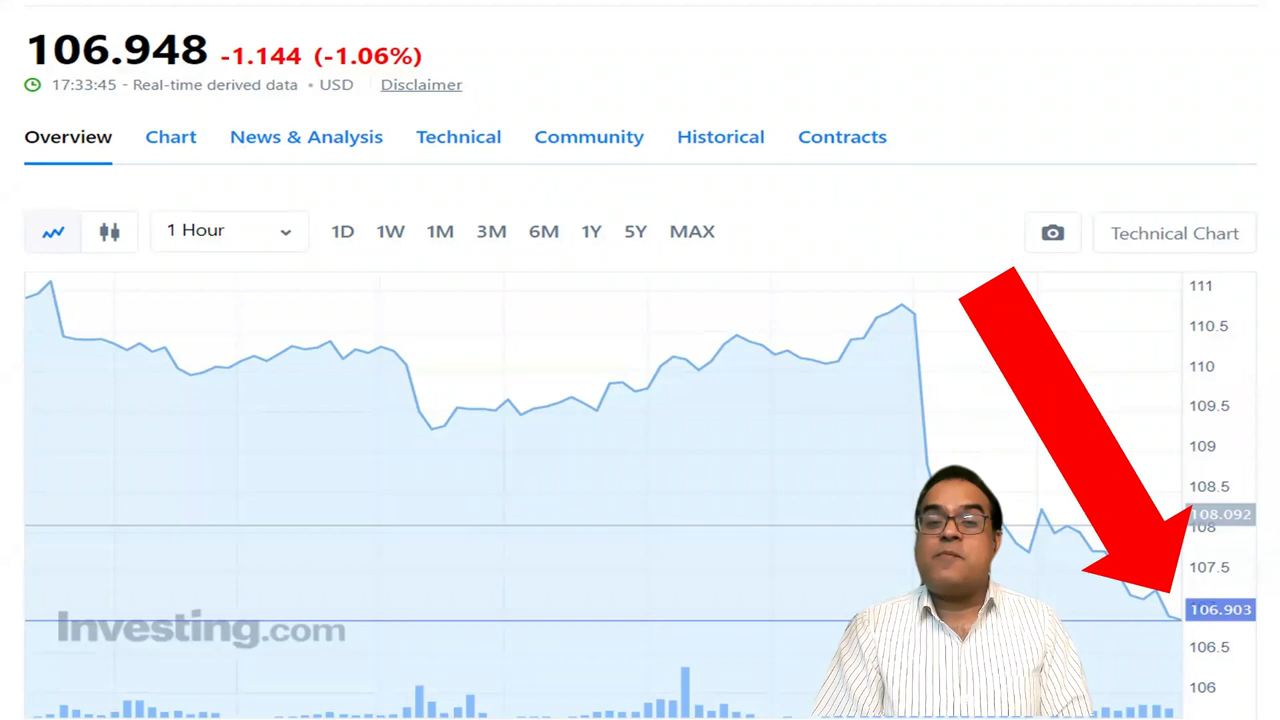 106.948 -1.144 (-1.06%)
17:33:45 - Real-time derived data • USD Disclaimer
Overview Chart News & Analysis Technical Community Historical Contracts
1 Hour 1D 1W 1M 3M 6M 1Y 5Y MAX Technical Chart
111
110.5
110
109.5
109
108.5
108.092
108
107.5
106.903
Investing.com
106.5
106